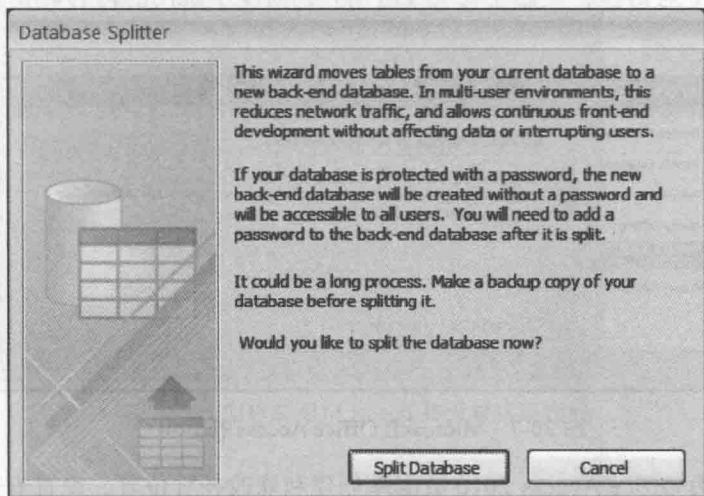 Database Splitter
This wizard moves tables from your current database to a
new back-end database. In multi-user environments, this
reduces network traffic, and allows continuous front-end
development without affecting data or interrupting users.
If your database is protected with a password, the new
back-end database will be created without a password and
will be accessible to all users. You will need to add a
password to the back-end database after it is split.
It could be a long process. Make a backup copy of your
database before splitting it.
Would you like to split the database now?
Split Database
Cancel